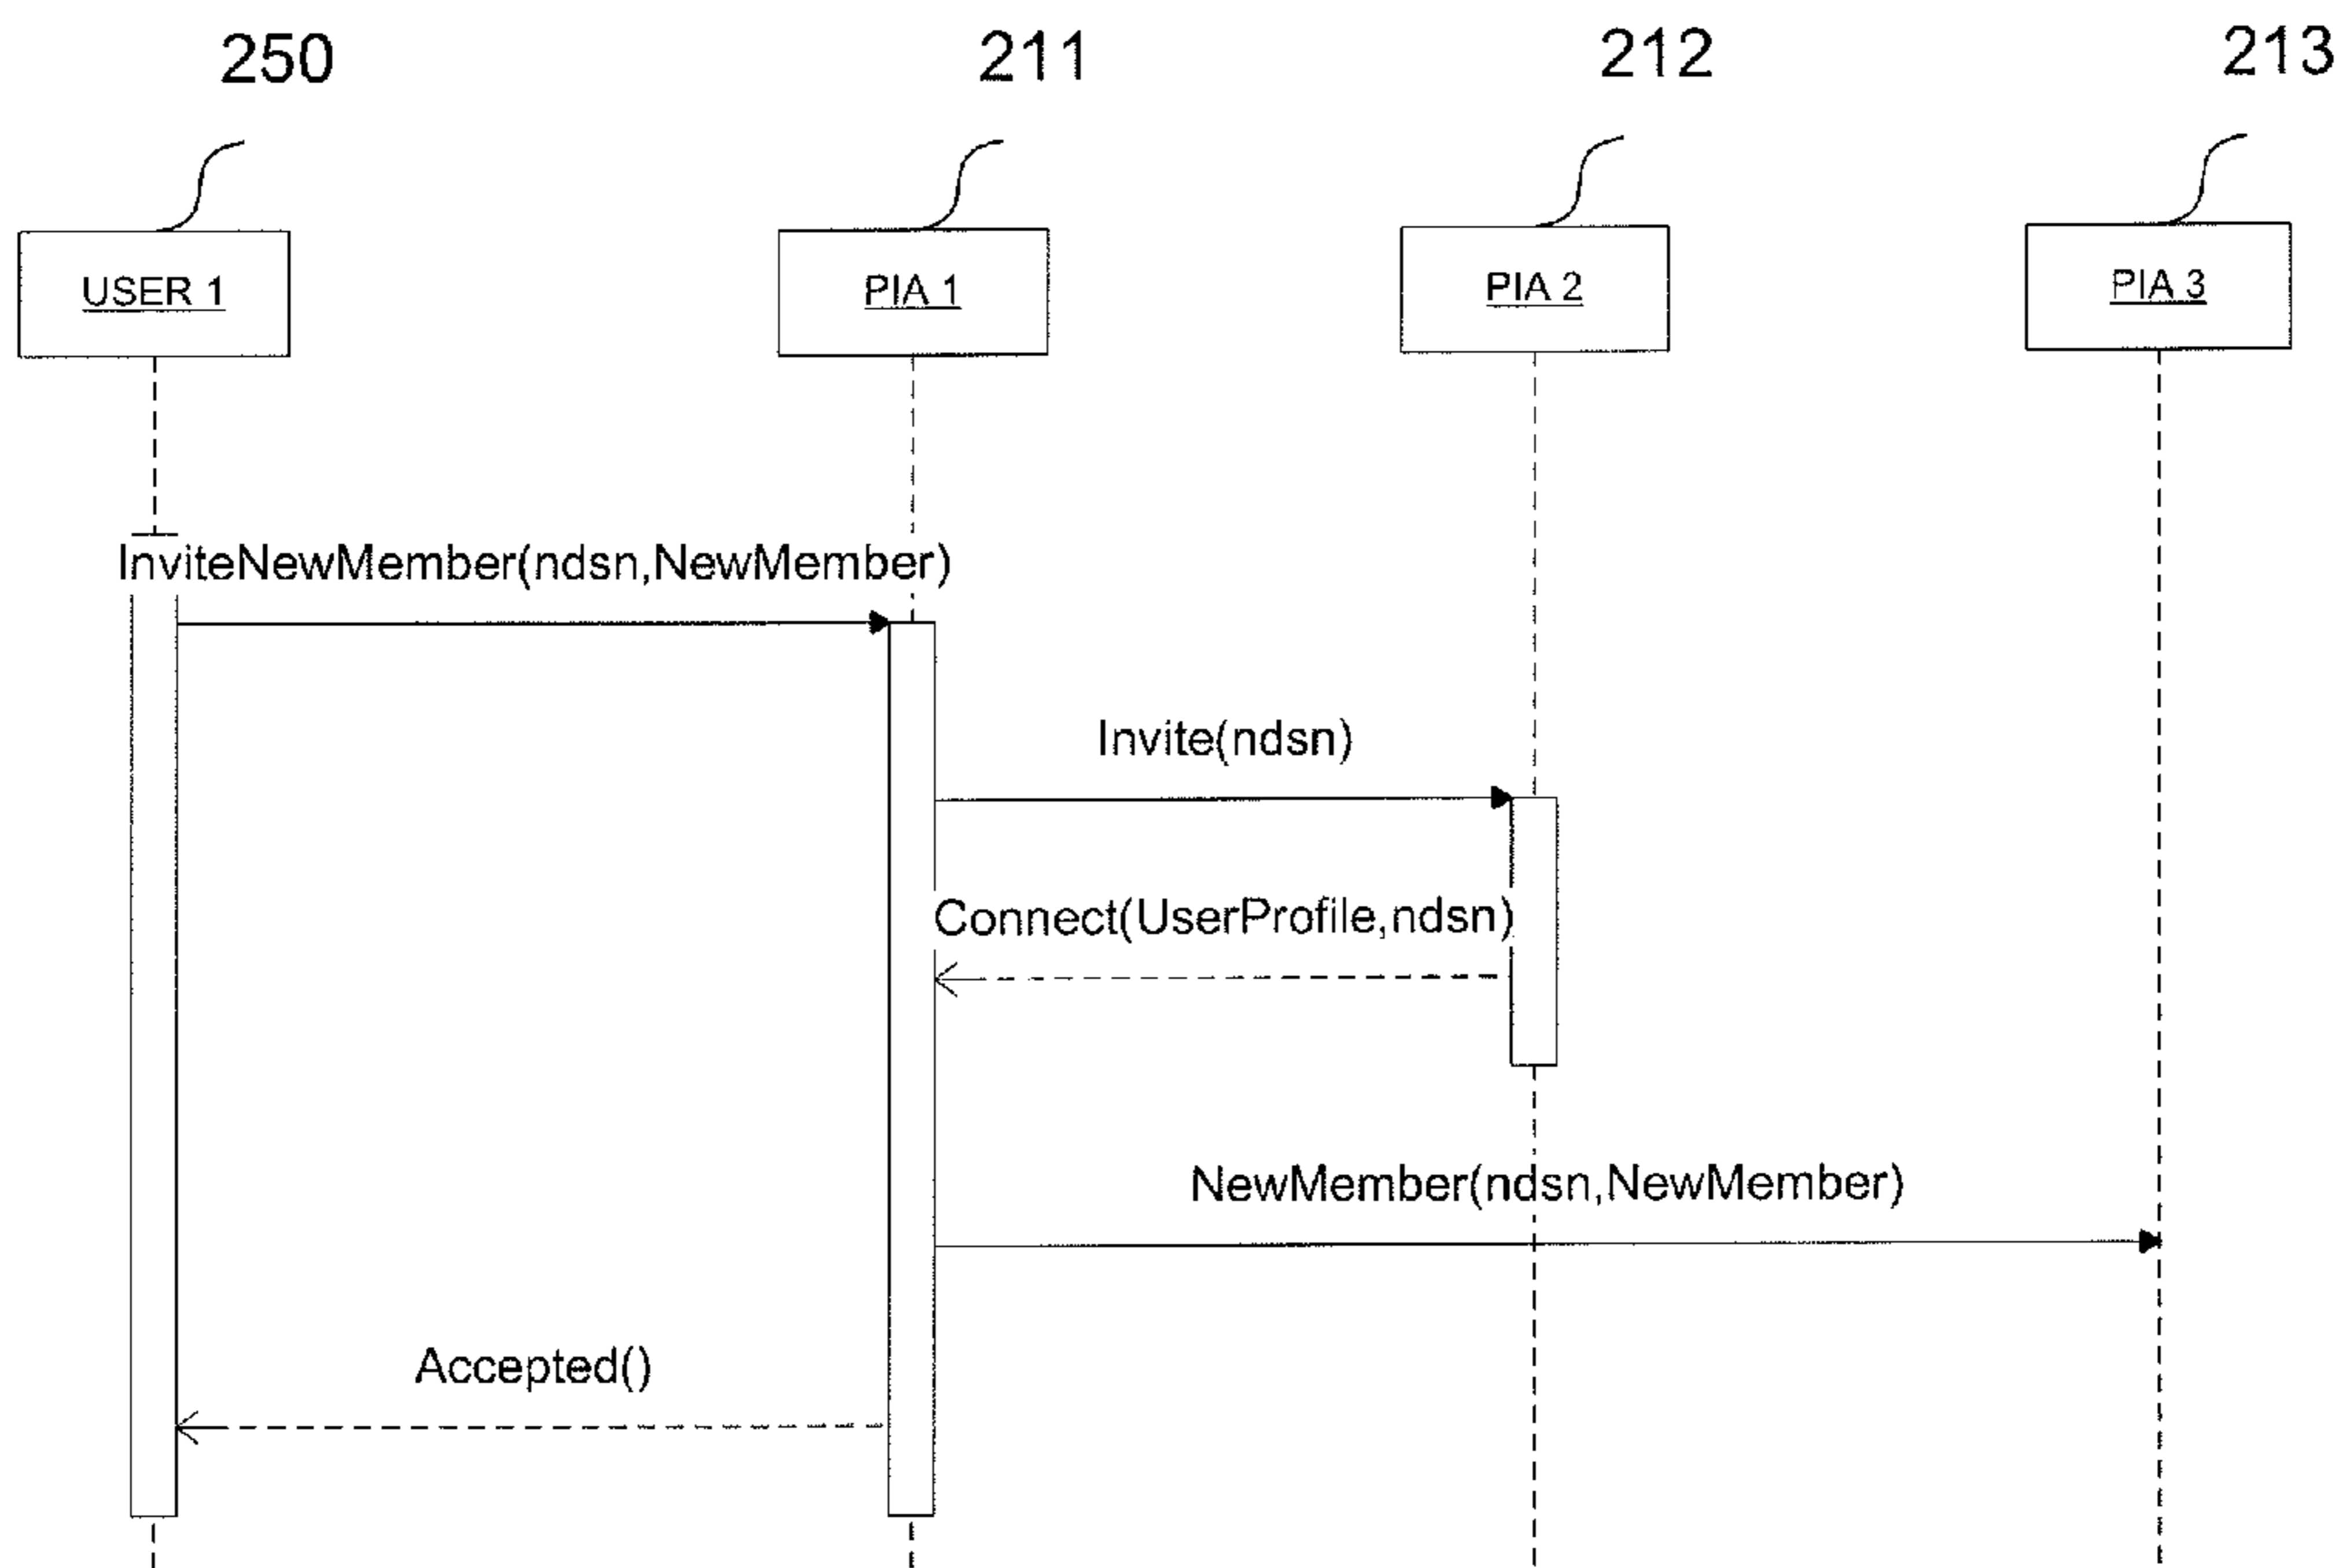 250 211 212 213
USER 1 PIA 1 PIA 2 PIA 3
InviteNewMember(ndsn,NewMember)
Invite(ndsn)
Connect(UserProfile,ndsn)
NewMember(ndsn,NewMember)
Accepted()